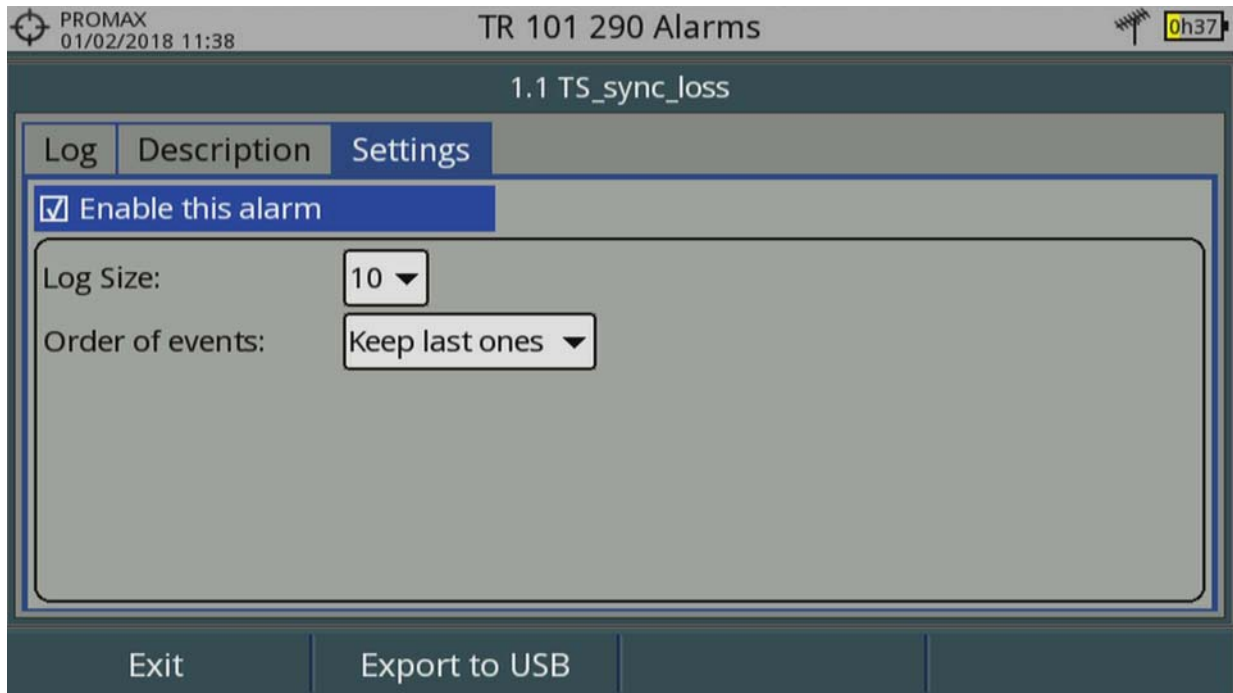 PROMAX
01/02/2018 11:38
TR 101 290 Alarms
0h37
1.1 TS_sync_loss
Log Description Settings
Enable this alarm
Log Size: 10
Order of events: Keep last ones
Exit Export to USB